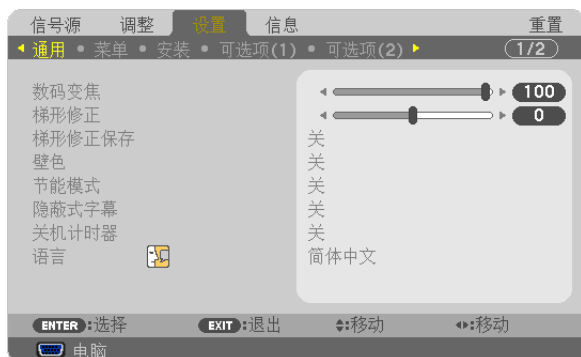 信号源 调整 设置 信息 重置
通用 • 菜单 • 安装 • 可选项(1) • 可选项(2) 1/2
数码变焦 100
梯形修正 0
梯形修正保存 关
壁色 关
节能模式 关
隐蔽式字幕 关
关机计时器 关
语言 简体中文
ENTER:选择 EXIT:退出 :移动 :移动
电脑